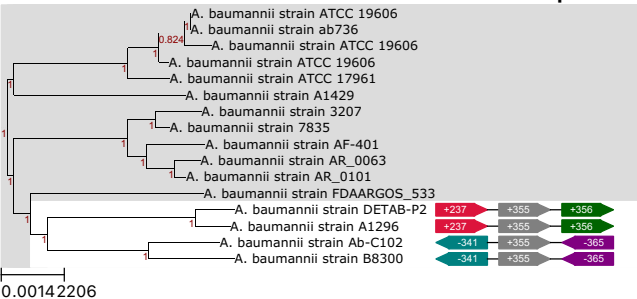 A. baumannii strain ATCC 19606
1 A. baumannii strain ab736
0.824 A. baumannii strain ATCC 19606
1 A. baumannii strain ATCC 19606
A. baumannii strain ATCC 17961
1 A. baumannii strain A1429
A. baumannii strain 3207
1 1 A. baumannii strain 7835
1 A. baumannii strain AF-401
1 A. baumannii strain AR_0063
1 1 A. baumannii strain AR_0101
A. baumannii strain FDAARGOS_533
1 A. baumannii strain DETAB-P2 +237 +355 +356
1 1 A. baumannii strain A1296 +237 +355 +356
1 A. baumannii strain Ab-C102 -341 +355 -365
1 A. baumannii strain B8300 -341 +355 -365
0.00142206